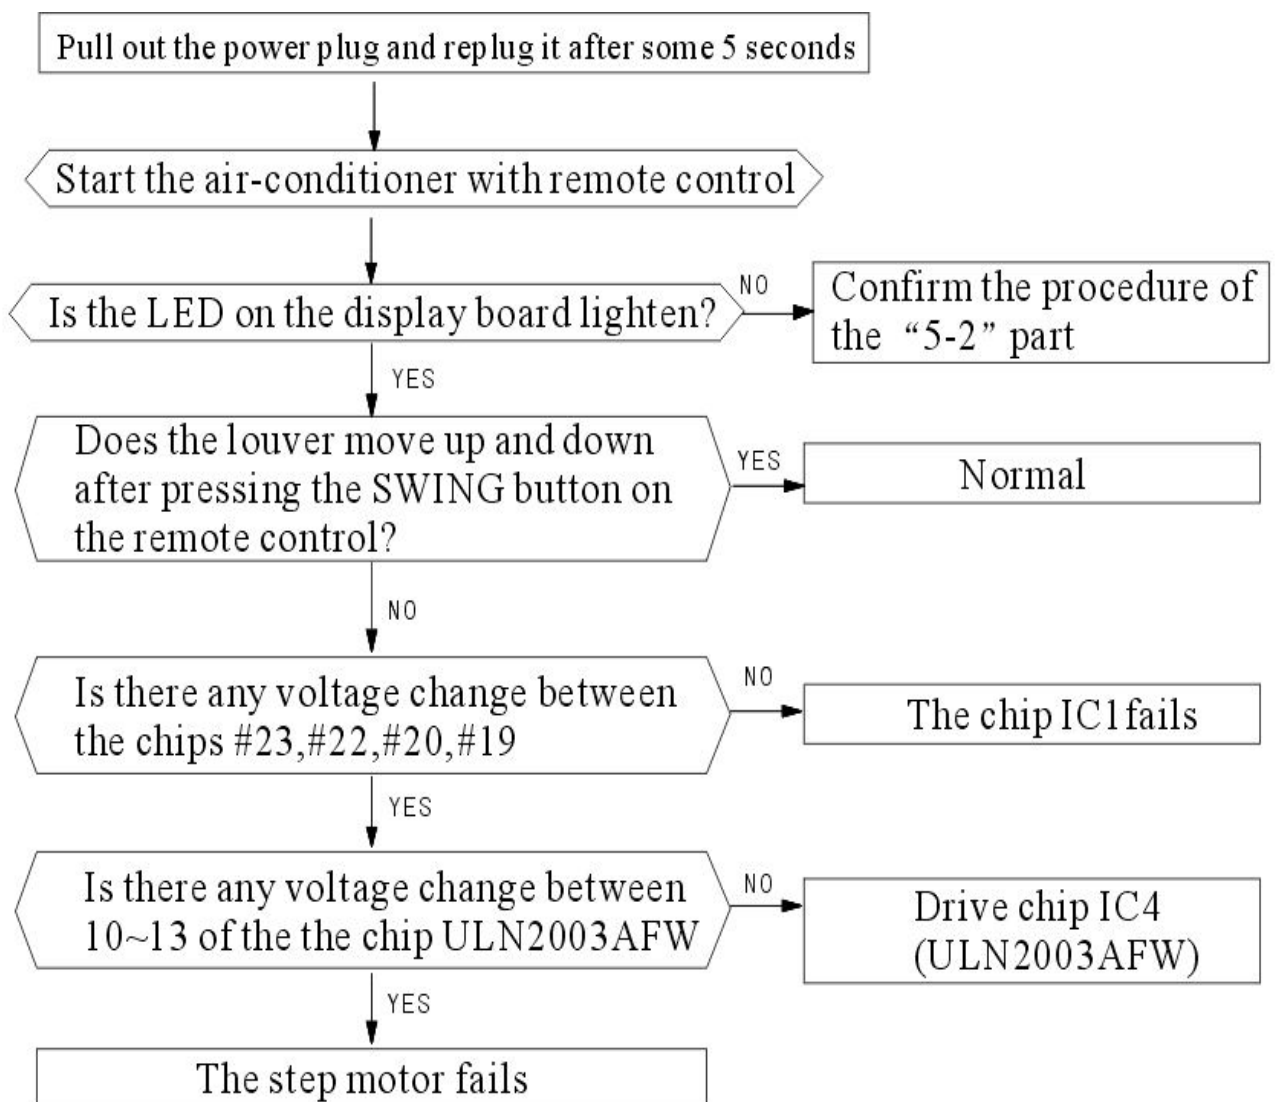 Pull out the power plug and replug it after some 5 seconds
Start the air-conditioner with remote control
Is the LED on the display board lighten?
NO
Confirm the procedure of
the “5-2” part
YES
Does the louver move up and down
after pressing the SWING button on
the remote control?
YES
Normal
NO
Is there any voltage change between
the chips #23,#22,#20,#19
NO
The chip IC1 fails
YES
Is there any voltage change between
10~13 of the the chip ULN2003AFW
NO
Drive chip IC4
(ULN2003AFW)
YES
The step motor fails